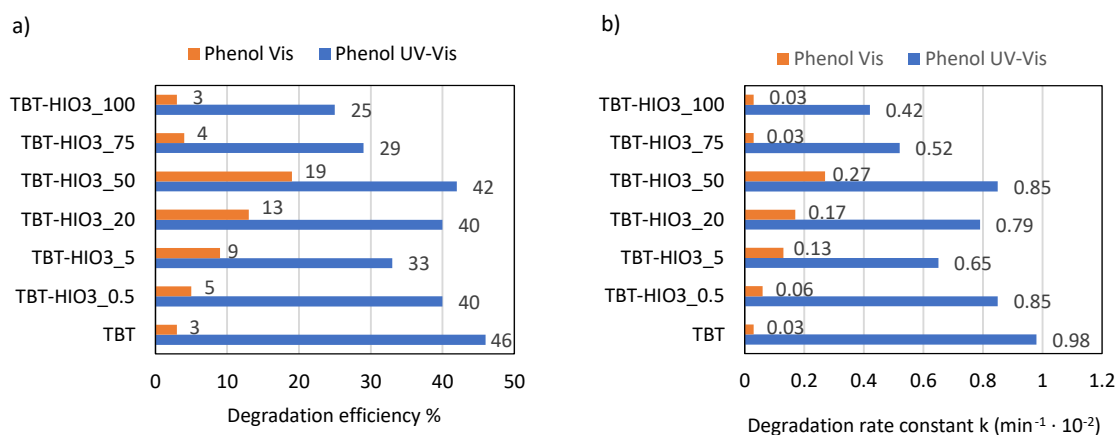 a)
Phenol Vis Phenol UV-Vis
TBT-HIO3_100 3 25
TBT-HIO3_75 4 29
TBT-HIO3_50 19 42
TBT-HIO3_20 13 40
TBT-HIO3_5 9 33
TBT-HIO3_0.5 5 40
TBT 3 46
0 10 20 30 40 50
Degradation efficiency %
b)
Phenol Vis Phenol UV-Vis
TBT-HIO3_100 0.03 0.42
TBT-HIO3_75 0.03 0.52
TBT-HIO3_50 0.27 0.85
TBT-HIO3_20 0.17 0.79
TBT-HIO3_5 0.13 0.65
TBT-HIO3_0.5 0.06 0.85
TBT 0.03 0.98
0 0.2 0.4 0.6 0.8 1 1.2
Degradation rate constant k (min⁻¹ · 10⁻²)